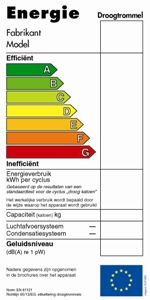 Energie
Droogtrommel
Fabrikant
Model
Efficiënt
A
B
C
D
E
F
G
Inefficiënt
Energieverbruik
kWh per cyclus
Gebaseerd op de resultaten van een
standaardtest voor de cyclus „droog katoen"
Het werkelijke verbruik wordt bepaald door
de wijze waarop het apparaat wordt gebruikt
Capaciteit (katoen) kg
Luchtafvoersysteem —
Condensatiesysteem —
Geluidsniveau
(dB(A) re 1 pW)
Nadere gegevens zijn opgenomen
in de brochures over het apparaat
Norm EN 61121
Richtlijn 95/13/EG etikettering droogtrommels